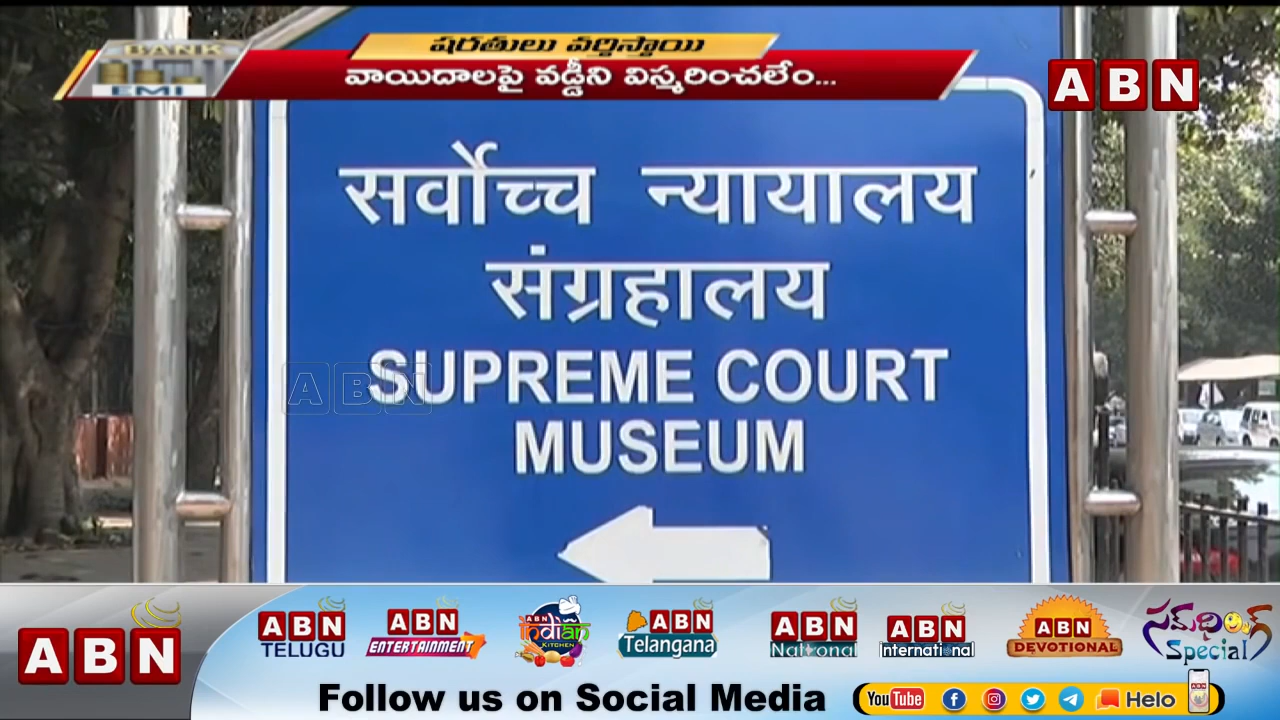 షరతులు వర్తిస్తాయి
BANK
EMI
వాయిదాలపై వడ్డీని విస్మరించలేం...
ABN
सर्वोच्च न्यायालय
संग्रहालय
SUPREME COURT
MUSEUM
ABN
ABN
ABN TELUGU
ABN ENTERTAINMENT
ABN Indian KITCHEN
ABN Telangana
ABN National
ABN International
ABN DEVOTIONAL
సమ్‌థింగ్ Special
Follow us on Social Media
YouTube
Helo